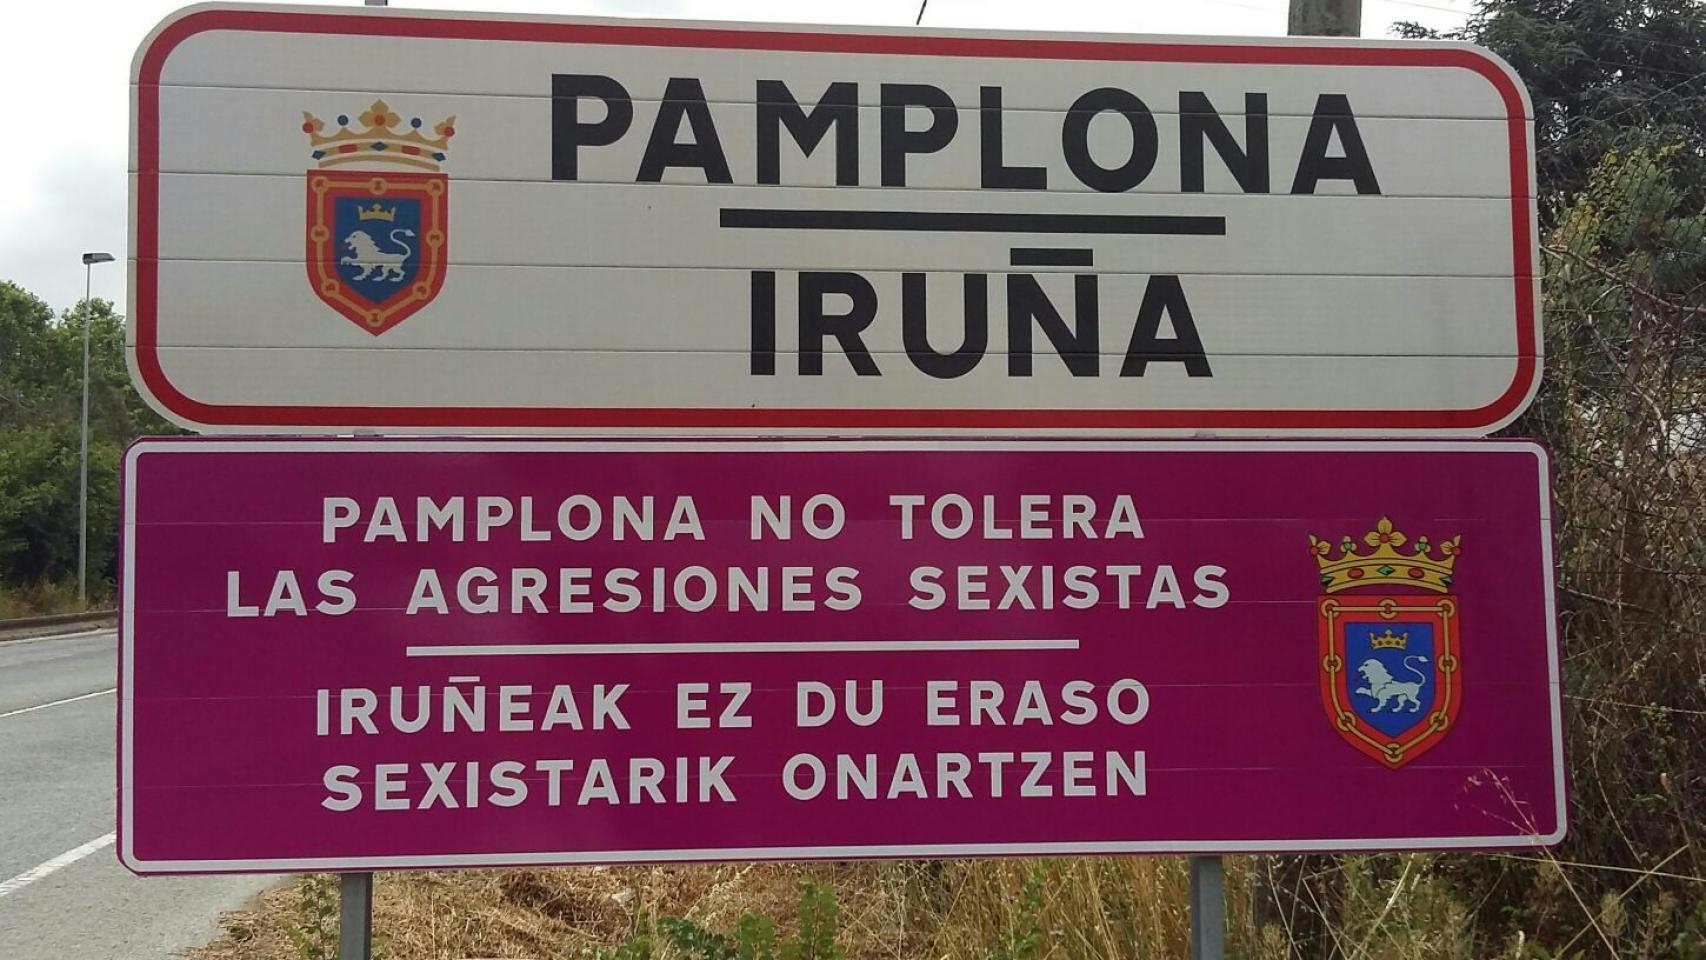 PAMPLONA
IRUÑA
PAMPLONA NO TOLERA
LAS AGRESIONES SEXISTAS
IRUÑEAK EZ DU ERASO
SEXISTARIK ONARTZEN